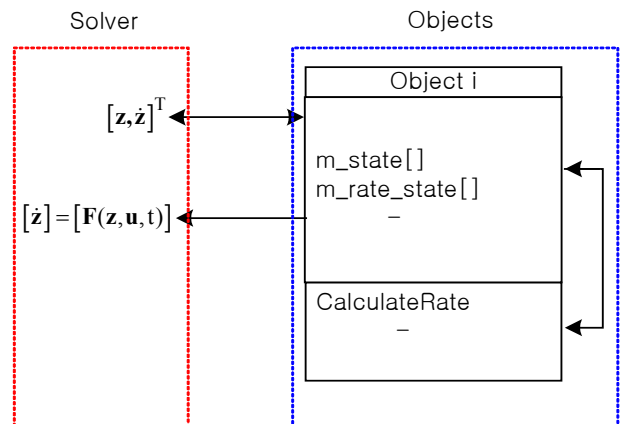 Solver
Objects
Object i
[z,ż]ᵀ
m_state[]
m_rate_state[]
–
[ż]=[F(z,u,t)]
CalculateRate
–